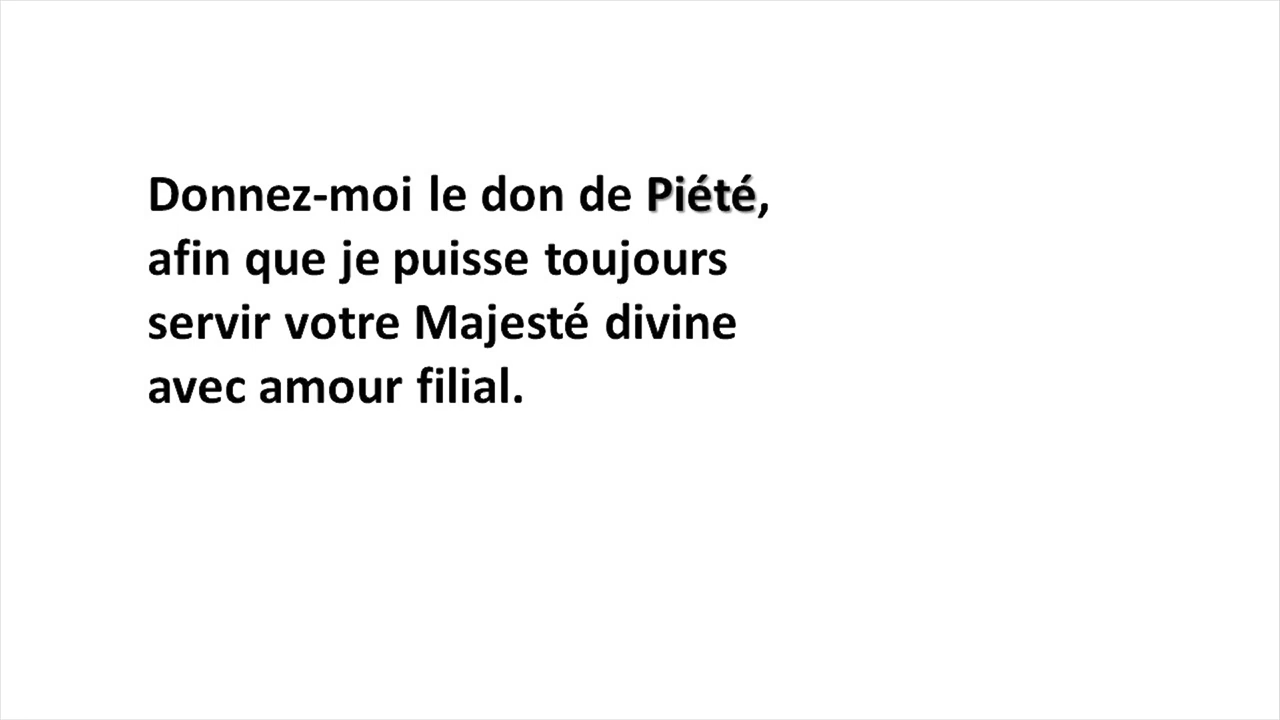 Donnez-moi le don de Piété,
afin que je puisse toujours
servir votre Majesté divine
avec amour filial.